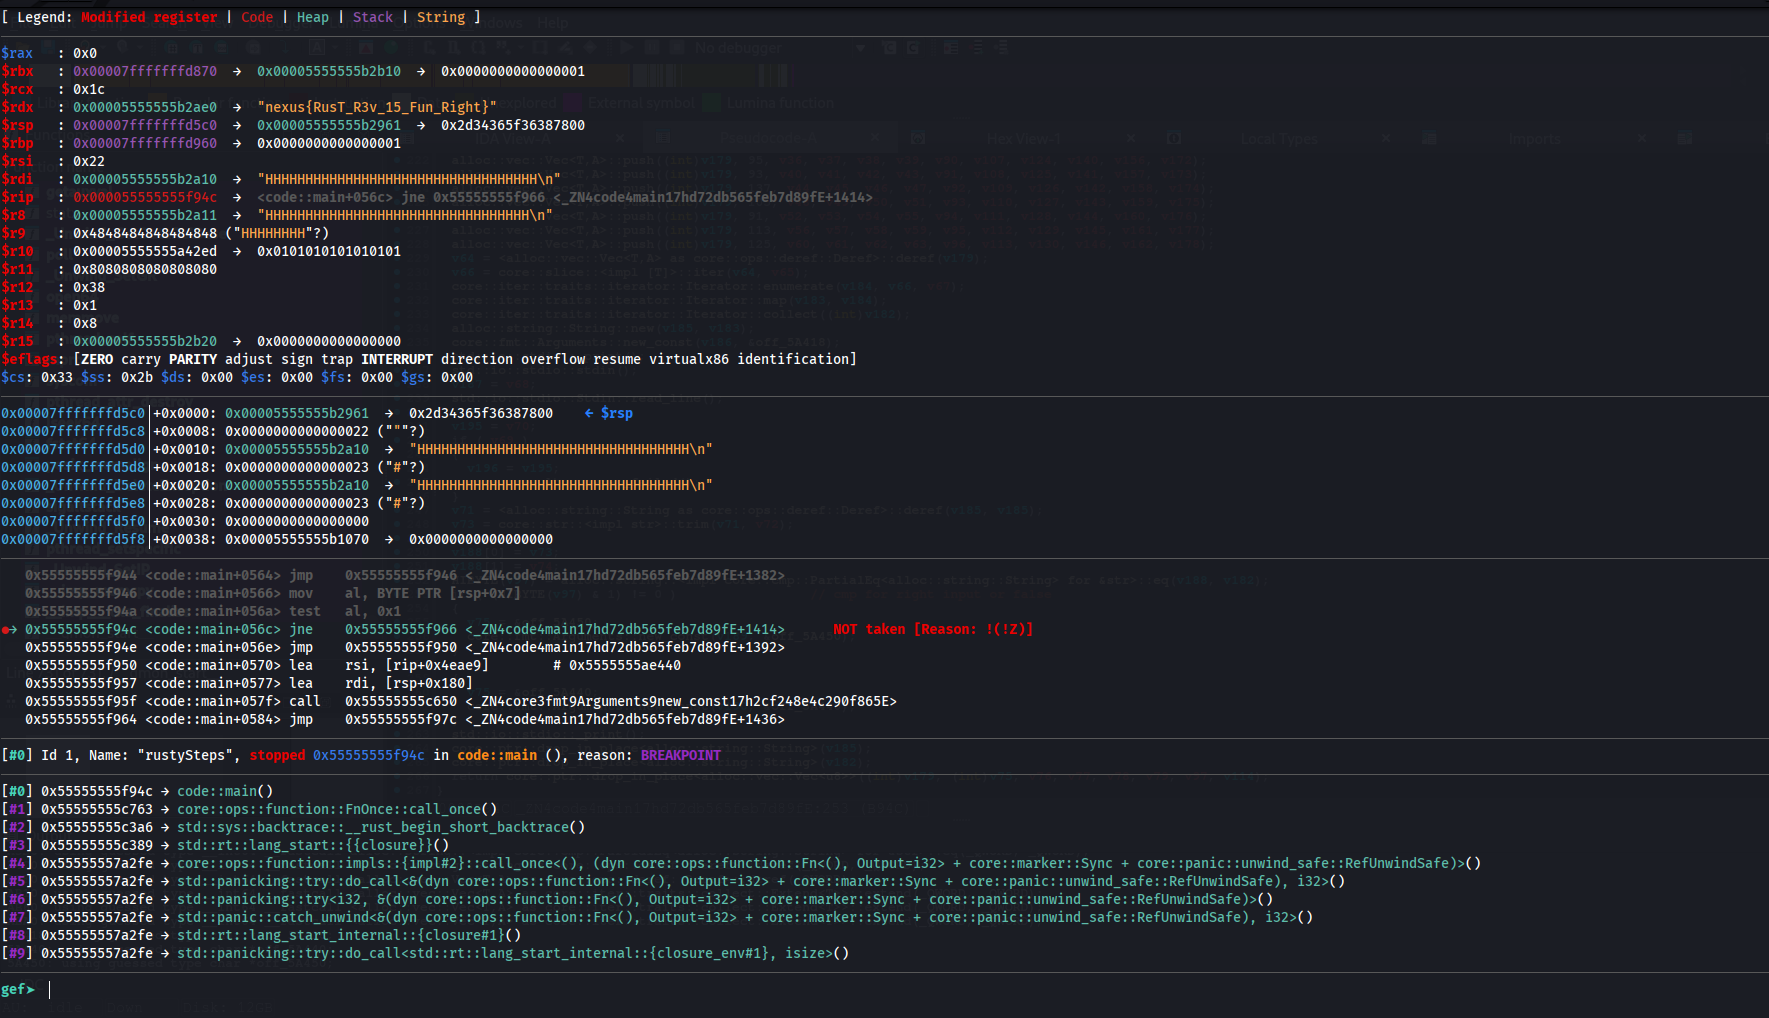 [ Legend: Modified register | Code | Heap | Stack | String ]
$rax   : 0x0
$rbx   : 0x00007fffffffd870  →  0x00005555555b2b10  →  0x0000000000000001
$rcx   : 0x1c
$rdx   : 0x00005555555b2ae0  →  "nexus{RusT_R3v_15_Fun_Right}"
$rsp   : 0x00007fffffffd5c0  →  0x00005555555b2961  →  0x2d34365f36387800
$rbp   : 0x00007fffffffd960  →  0x0000000000000001
$rsi   : 0x22
$rdi   : 0x00005555555b2a10  →  "HHHHHHHHHHHHHHHHHHHHHHHHHHHHHHHHHH\n"
$rip   : 0x000055555555f94c  →  <code::main+056c> jne 0x55555555f966 <_ZN4code4main17hd72db565feb7d89fE+1414>
$r8    : 0x00005555555b2a11  →  "HHHHHHHHHHHHHHHHHHHHHHHHHHHHHHHHH\n"
$r9    : 0x4848484848484848 ("HHHHHHHH"?)
$r10   : 0x00005555555a42ed  →  0x0101010101010101
$r11   : 0x8080808080808080
$r12   : 0x38
$r13   : 0x1
$r14   : 0x8
$r15   : 0x00005555555b2b20  →  0x0000000000000000
$eflags: [ZERO carry PARITY adjust sign trap INTERRUPT direction overflow resume virtualx86 identification]
$cs: 0x33 $ss: 0x2b $ds: 0x00 $es: 0x00 $fs: 0x00 $gs: 0x00
0x00007fffffffd5c0│+0x0000: 0x00005555555b2961  →  0x2d34365f36387800    ← $rsp
0x00007fffffffd5c8│+0x0008: 0x0000000000000022 ("""?)
0x00007fffffffd5d0│+0x0010: 0x00005555555b2a10  →  "HHHHHHHHHHHHHHHHHHHHHHHHHHHHHHHHHH\n"
0x00007fffffffd5d8│+0x0018: 0x0000000000000023 ("#"?)
0x00007fffffffd5e0│+0x0020: 0x00005555555b2a10  →  "HHHHHHHHHHHHHHHHHHHHHHHHHHHHHHHHHH\n"
0x00007fffffffd5e8│+0x0028: 0x0000000000000023 ("#"?)
0x00007fffffffd5f0│+0x0030: 0x0000000000000000
0x00007fffffffd5f8│+0x0038: 0x00005555555b1070  →  0x0000000000000000
0x55555555f944 <code::main+0564> jmp    0x55555555f946 <_ZN4code4main17hd72db565feb7d89fE+1382>
0x55555555f946 <code::main+0566> mov    al, BYTE PTR [rsp+0x7]
0x55555555f94a <code::main+056a> test   al, 0x1
●→ 0x55555555f94c <code::main+056c> jne    0x55555555f966 <_ZN4code4main17hd72db565feb7d89fE+1414>      NOT taken [Reason: !(!Z)]
0x55555555f94e <code::main+056e> jmp    0x55555555f950 <_ZN4code4main17hd72db565feb7d89fE+1392>
0x55555555f950 <code::main+0570> lea    rsi, [rip+0x4eae9]        # 0x5555555ae440
0x55555555f957 <code::main+0577> lea    rdi, [rsp+0x180]
0x55555555f95f <code::main+057f> call   0x55555555c650 <_ZN4core3fmt9Arguments9new_const17h2cf248e4c290f865E>
0x55555555f964 <code::main+0584> jmp    0x55555555f97c <_ZN4code4main17hd72db565feb7d89fE+1436>
[#0] Id 1, Name: "rustySteps", stopped 0x55555555f94c in code::main (), reason: BREAKPOINT
[#0] 0x55555555f94c → code::main()
[#1] 0x55555555c763 → core::ops::function::FnOnce::call_once()
[#2] 0x55555555c3a6 → std::sys::backtrace::__rust_begin_short_backtrace()
[#3] 0x55555555c389 → std::rt::lang_start::{{closure}}()
[#4] 0x55555557a2fe → core::ops::function::impls::{impl#2}::call_once<(), (dyn core::ops::function::Fn<(), Output=i32> + core::marker::Sync + core::panic::unwind_safe::RefUnwindSafe)>()
[#5] 0x55555557a2fe → std::panicking::try::do_call<&(dyn core::ops::function::Fn<(), Output=i32> + core::marker::Sync + core::panic::unwind_safe::RefUnwindSafe), i32>()
[#6] 0x55555557a2fe → std::panicking::try<i32, &(dyn core::ops::function::Fn<(), Output=i32> + core::marker::Sync + core::panic::unwind_safe::RefUnwindSafe)>()
[#7] 0x55555557a2fe → std::panic::catch_unwind<&(dyn core::ops::function::Fn<(), Output=i32> + core::marker::Sync + core::panic::unwind_safe::RefUnwindSafe), i32>()
[#8] 0x55555557a2fe → std::rt::lang_start_internal::{closure#1}()
[#9] 0x55555557a2fe → std::panicking::try::do_call<std::rt::lang_start_internal::{closure_env#1}, isize>()
gef➤